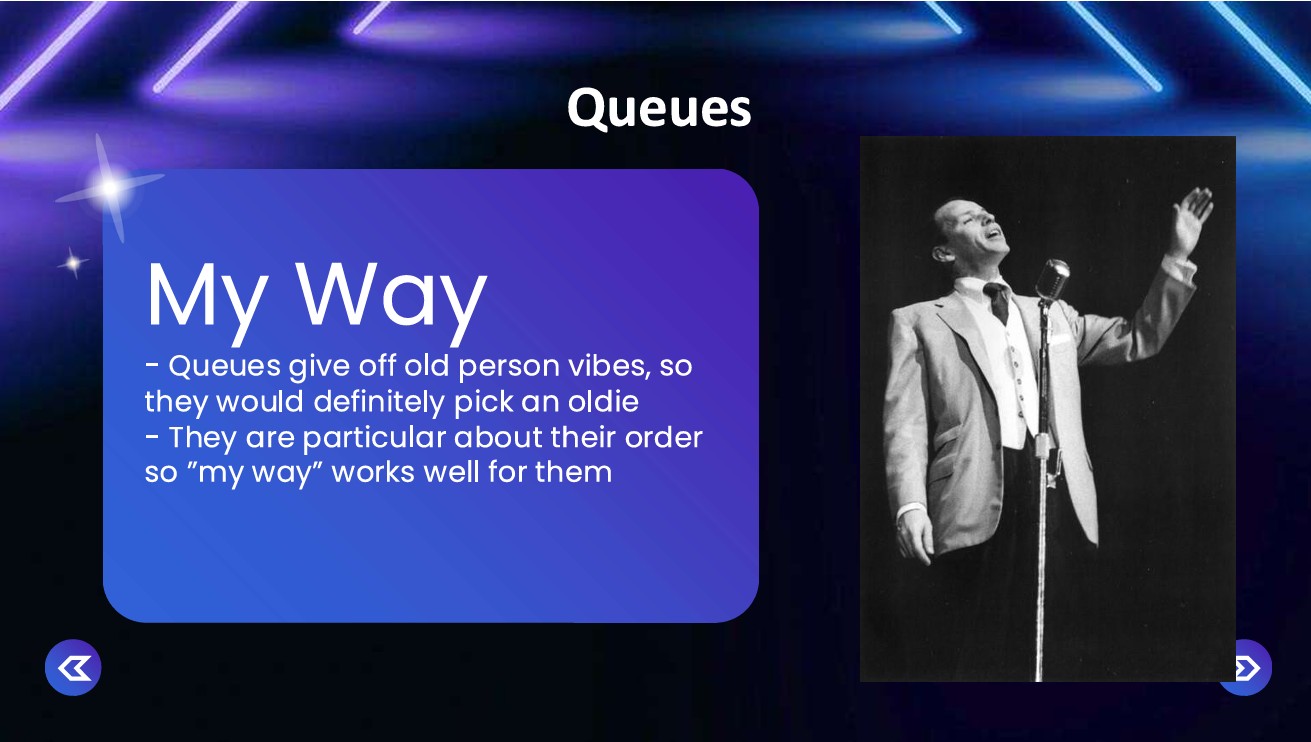 Queues
My Way
- Queues give off old person vibes, so
they would definitely pick an oldie
- They are particular about their order
so ”my way” works well for them